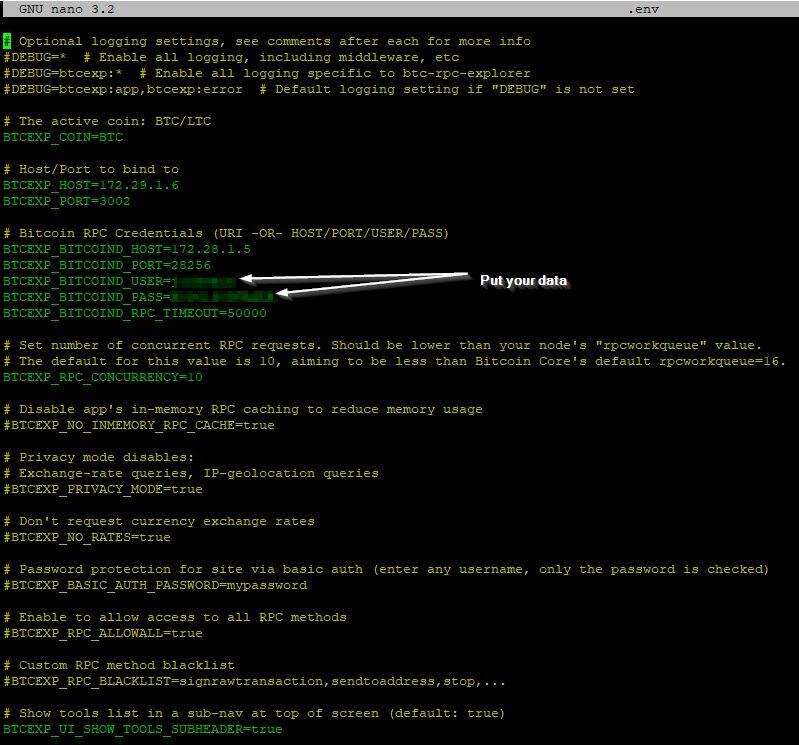 GNU nano 3.2 .env
# Optional logging settings, see comments after each for more info
#DEBUG=* # Enable all logging, including middleware, etc
#DEBUG=btcexp:* # Enable all logging specific to btc-rpc-explorer
#DEBUG=btcexp:app,btcexp:error # Default logging setting if "DEBUG" is not set
# The active coin: BTC/LTC
BTCEXP_COIN=BTC
# Host/Port to bind to
BTCEXP_HOST=172.29.1.6
BTCEXP_PORT=3002
# Bitcoin RPC Credentials (URI -OR- HOST/PORT/USER/PASS)
BTCEXP_BITCOIND_HOST=172.28.1.5
BTCEXP_BITCOIND_PORT=28256
BTCEXP_BITCOIND_USER=
Put your data
BTCEXP_BITCOIND_PASS=
BTCEXP_BITCOIND_RPC_TIMEOUT=50000
# Set number of concurrent RPC requests. Should be lower than your node's "rpcworkqueue" value.
# The default for this value is 10, aiming to be less than Bitcoin Core's default rpcworkqueue=16.
BTCEXP_RPC_CONCURRENCY=10
# Disable app's in-memory RPC caching to reduce memory usage
#BTCEXP_NO_INMEMORY_RPC_CACHE=true
# Privacy mode disables:
# Exchange-rate queries, IP-geolocation queries
#BTCEXP_PRIVACY_MODE=true
# Don't request currency exchange rates
#BTCEXP_NO_RATES=true
# Password protection for site via basic auth (enter any username, only the password is checked)
#BTCEXP_BASIC_AUTH_PASSWORD=mypassword
# Enable to allow access to all RPC methods
#BTCEXP_RPC_ALLOWALL=true
# Custom RPC method blacklist
#BTCEXP_RPC_BLACKLIST=signrawtransaction,sendtoaddress,stop,...
# Show tools list in a sub-nav at top of screen (default: true)
BTCEXP_UI_SHOW_TOOLS_SUBHEADER=true